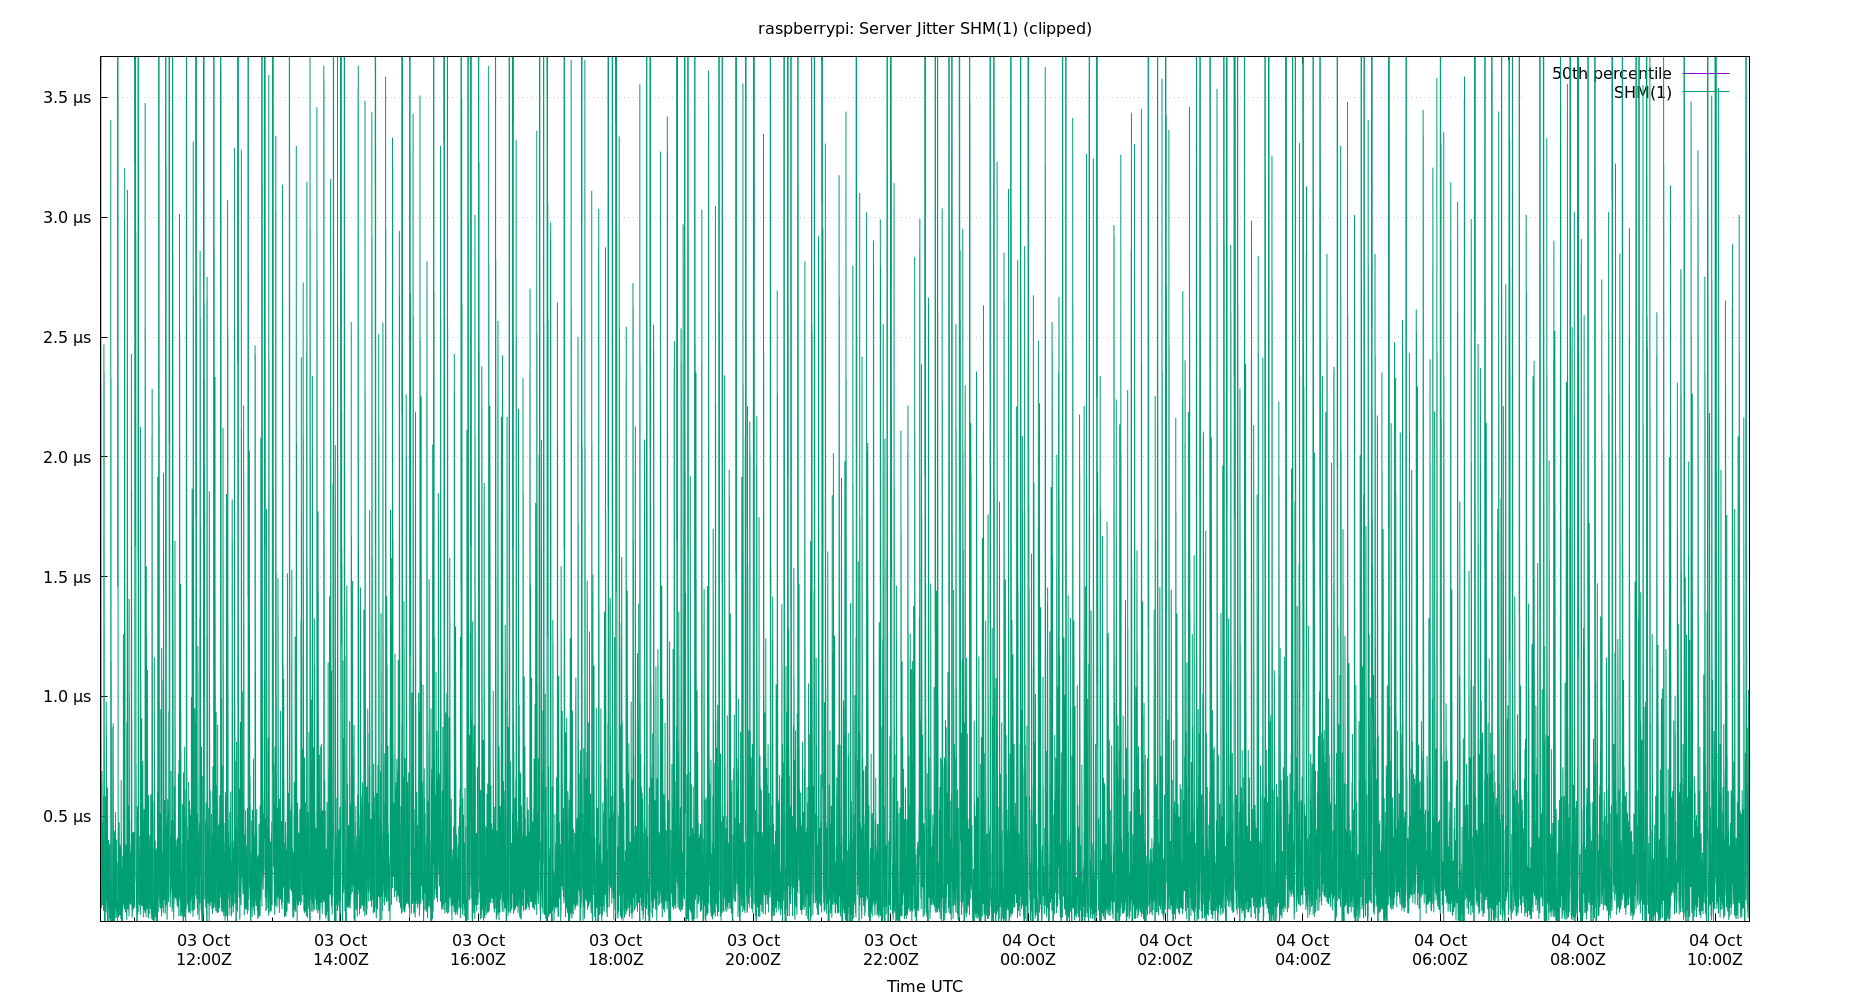 raspberrypi: Server Jitter SHM(1) (clipped)
50th percentile
SHM(1)
3.5 µs
3.0 µs
2.5 µs
2.0 µs
1.5 µs
1.0 µs
0.5 µs
03 Oct 03 Oct 03 Oct 03 Oct 03 Oct 03 Oct 04 Oct 04 Oct 04 Oct 04 Oct 04 Oct 04 Oct
12:00Z 14:00Z 16:00Z 18:00Z 20:00Z 22:00Z 00:00Z 02:00Z 04:00Z 06:00Z 08:00Z 10:00Z
Time UTC